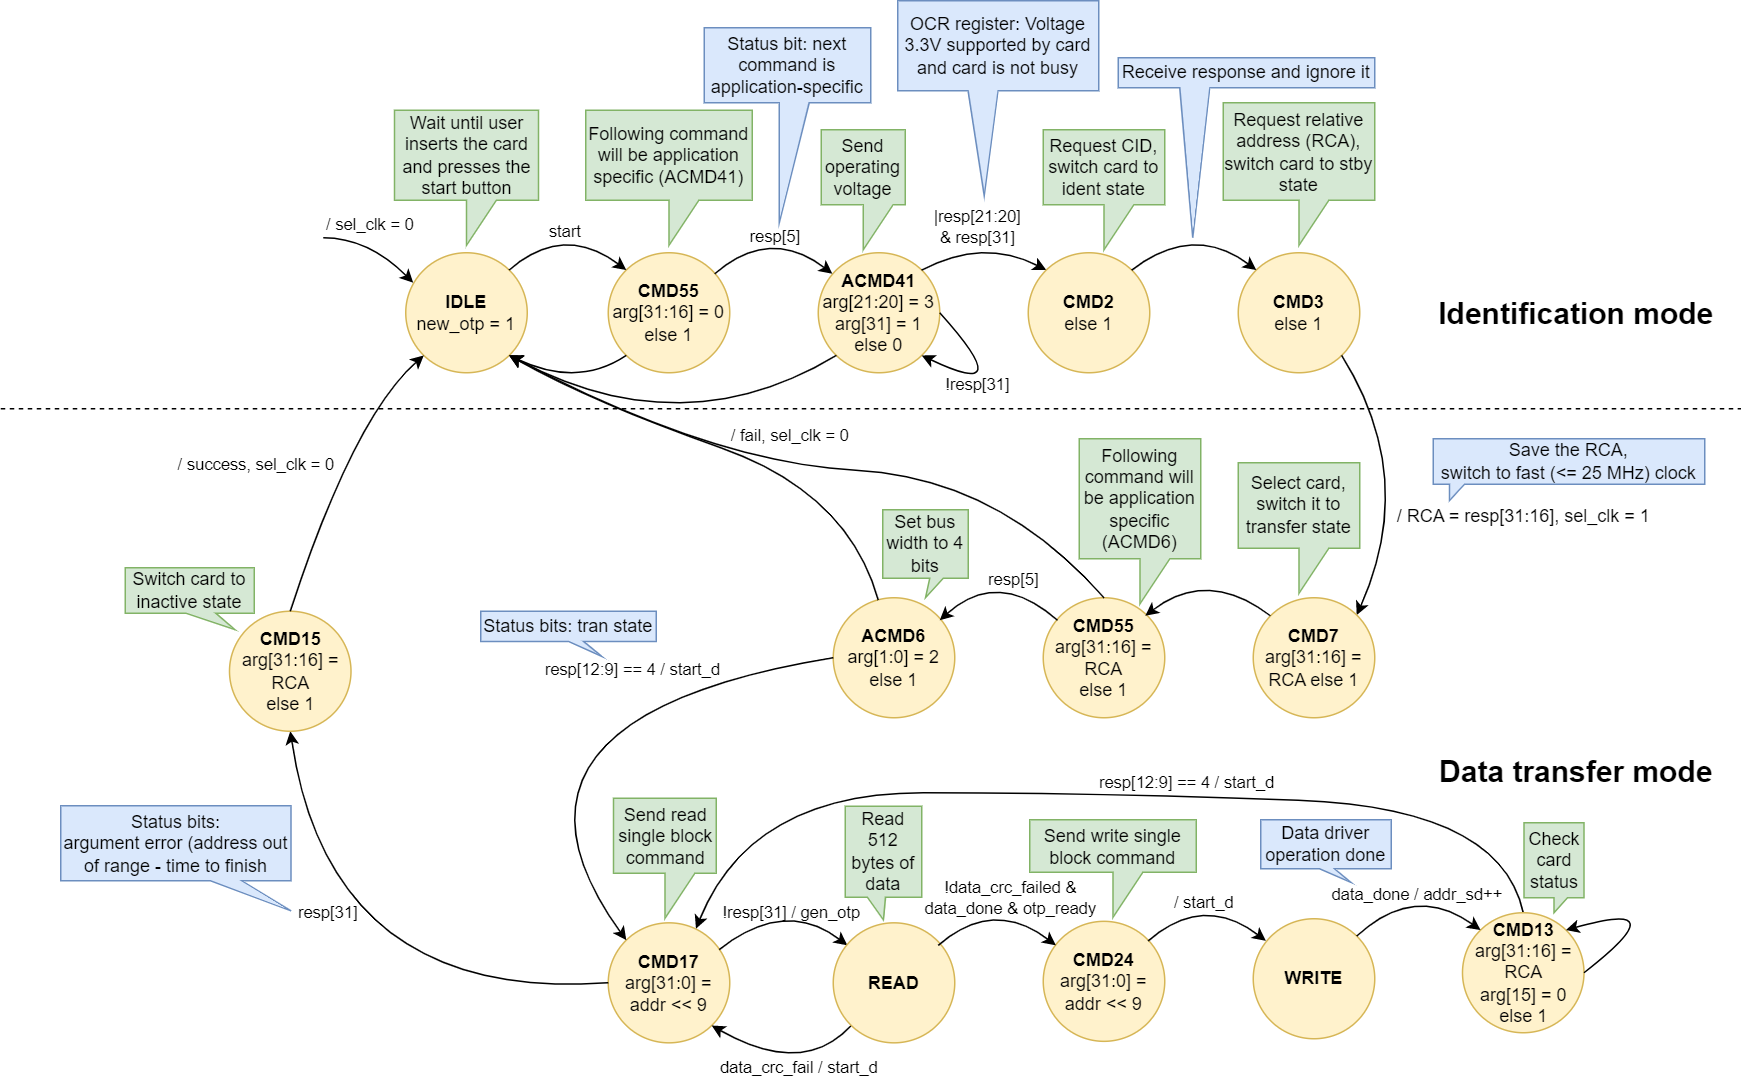 OCR register: Voltage
3.3V supported by card
and card is not busy
Status bit: next
command is
application-specific
Receive response and ignore it
Wait until user
inserts the card
and presses the
start button
Following command
will be application
specific (ACMD41)
Send
operating
voltage
Request CID,
switch card to
ident state
Request relative
address (RCA),
switch card to stby
state
/ sel_clk = 0
start
resp[5]
|resp[21:20]
& resp[31]
IDLE
new_otp = 1
CMD55
arg[31:16] = 0
else 1
ACMD41
arg[21:20] = 3
arg[31] = 1
else 0
CMD2
else 1
CMD3
else 1
Identification mode
!resp[31]
/ fail, sel_clk = 0
/ success, sel_clk = 0
Following
command will
be application
specific
(ACMD6)
Save the RCA,
switch to fast (<= 25 MHz) clock
/ RCA = resp[31:16], sel_clk = 1
Select card,
switch it to
transfer state
Set bus
width to 4
bits
resp[5]
Switch card to
inactive state
Status bits: tran state
resp[12:9] == 4 / start_d
CMD15
arg[31:16] =
RCA
else 1
ACMD6
arg[1:0] = 2
else 1
CMD55
arg[31:16] =
RCA
else 1
CMD7
arg[31:16] =
RCA else 1
Data transfer mode
resp[12:9] == 4 / start_d
Status bits:
argument error (address out
of range - time to finish
resp[31]
Send read
single block
command
Read
512
bytes of
data
Send write single
block command
Data driver
operation done
Check
card
status
!resp[31] / gen_otp
!data_crc_failed &
data_done & otp_ready
/ start_d
data_done / addr_sd++
CMD17
arg[31:0] =
addr << 9
READ
CMD24
arg[31:0] =
addr << 9
WRITE
CMD13
arg[31:16] =
RCA
arg[15] = 0
else 1
data_crc_fail / start_d